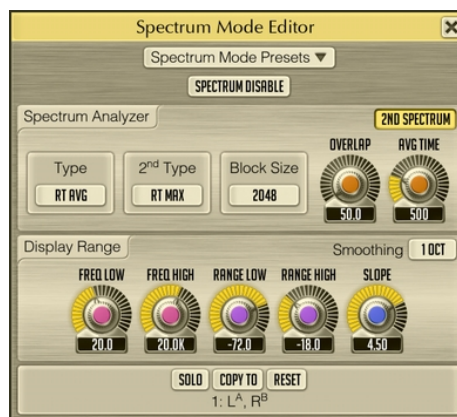 Spectrum Mode Editor
Spectrum Mode Presets ▼
SPECTRUM DISABLE
Spectrum Analyzer
2ND SPECTRUM
OVERLAP AVG TIME
Type 2nd Type Block Size
RT AVG RT MAX 2048
50.0 500
Display Range Smoothing 1 OCT
FREQ LOW FREQ HIGH RANGE LOW RANGE HIGH SLOPE
20.0 20.0K -72.0 -18.0 4.50
SOLO COPY TO RESET
1: L^A, R^B